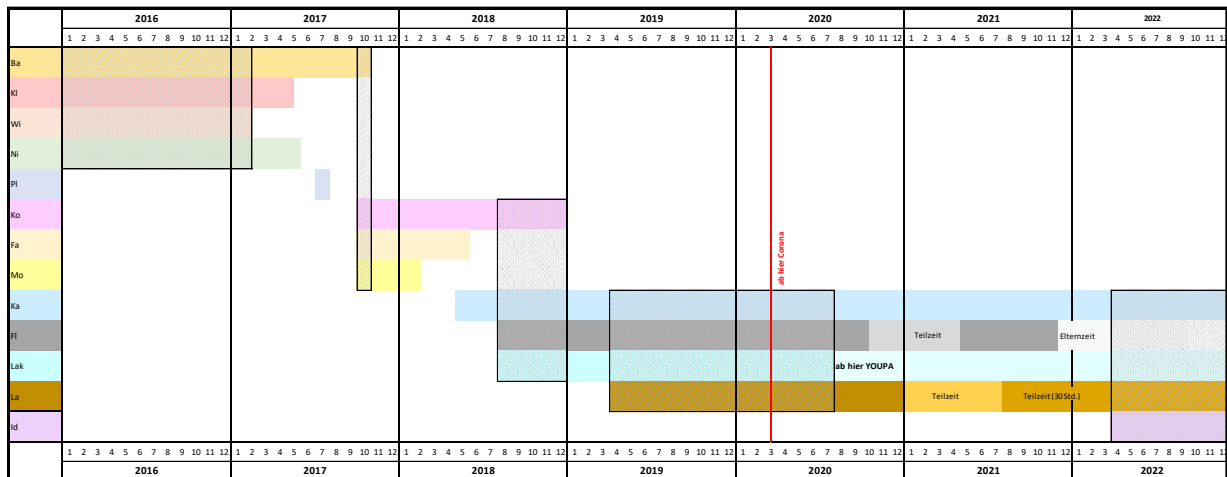 2016 2017 2018 2019 2020 2021 2022
1 2 3 4 5 6 7 8 9 10 11 12 1 2 3 4 5 6 7 8 9 10 11 12 1 2 3 4 5 6 7 8 9 10 11 12 1 2 3 4 5 6 7 8 9 10 11 12 1 2 3 4 5 6 7 8 9 10 11 12 1 2 3 4 5 6 7 8 9 10 11 12 1 2 3 4 5 6 7 8 9 10 11 12
Ba
Kl
Wi
Ni
Pl
Ko
Fa
Mo
ab hier Corona
Ka
Fl Teilzeit Elternzeit
Lak ab hier YOUPA
La Teilzeit Teilzeit (30 Std.)
Id
1 2 3 4 5 6 7 8 9 10 11 12 1 2 3 4 5 6 7 8 9 10 11 12 1 2 3 4 5 6 7 8 9 10 11 12 1 2 3 4 5 6 7 8 9 10 11 12 1 2 3 4 5 6 7 8 9 10 11 12 1 2 3 4 5 6 7 8 9 10 11 12 1 2 3 4 5 6 7 8 9 10 11 12
2016 2017 2018 2019 2020 2021 2022